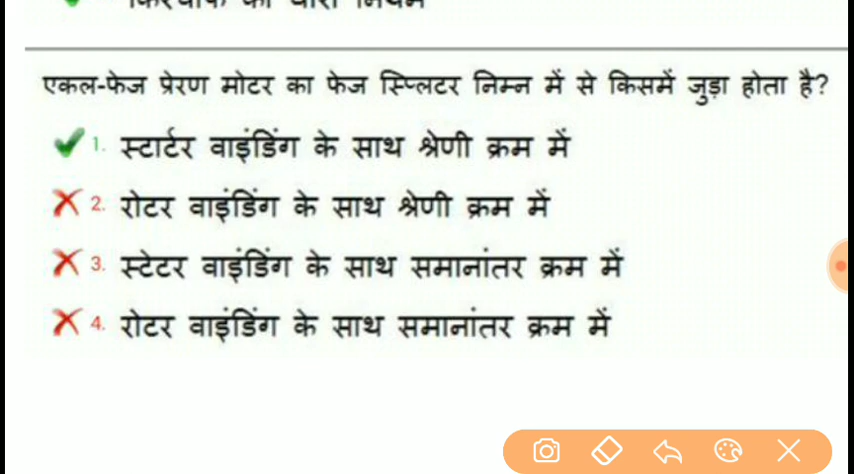 एकल-फेज प्रेरण मोटर का फेज स्प्लिटर निम्न में से किसमें जुड़ा होता है?
1. स्टार्टर वाइंडिंग के साथ श्रेणी क्रम में
2. रोटर वाइंडिंग के साथ श्रेणी क्रम में
3. स्टेटर वाइंडिंग के साथ समानांतर क्रम में
4. रोटर वाइंडिंग के साथ समानांतर क्रम में